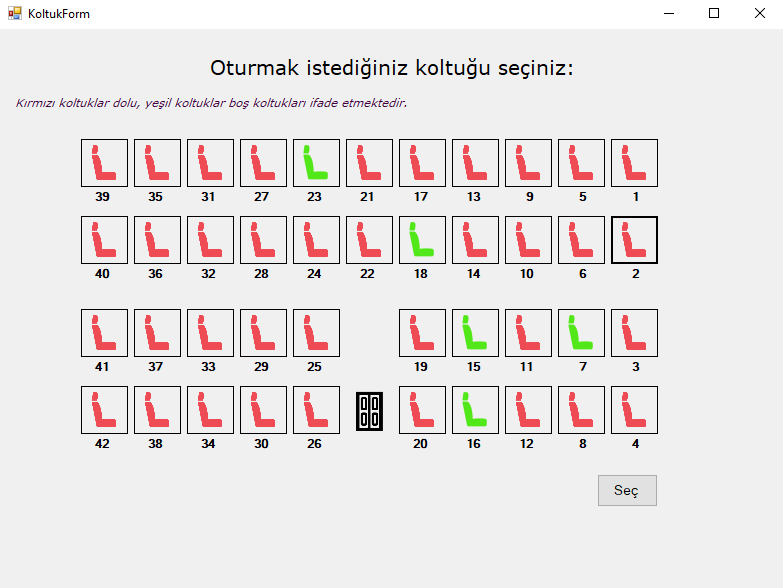 KoltukForm
Oturmak istediğiniz koltuğu seçiniz:
Kırmızı koltuklar dolu, yeşil koltuklar boş koltukları ifade etmektedir.
39 35 31 27 23 21 17 13 9 5 1
40 36 32 28 24 22 18 14 10 6 2
41 37 33 29 25 19 15 11 7 3
42 38 34 30 26 20 16 12 8 4
Seç